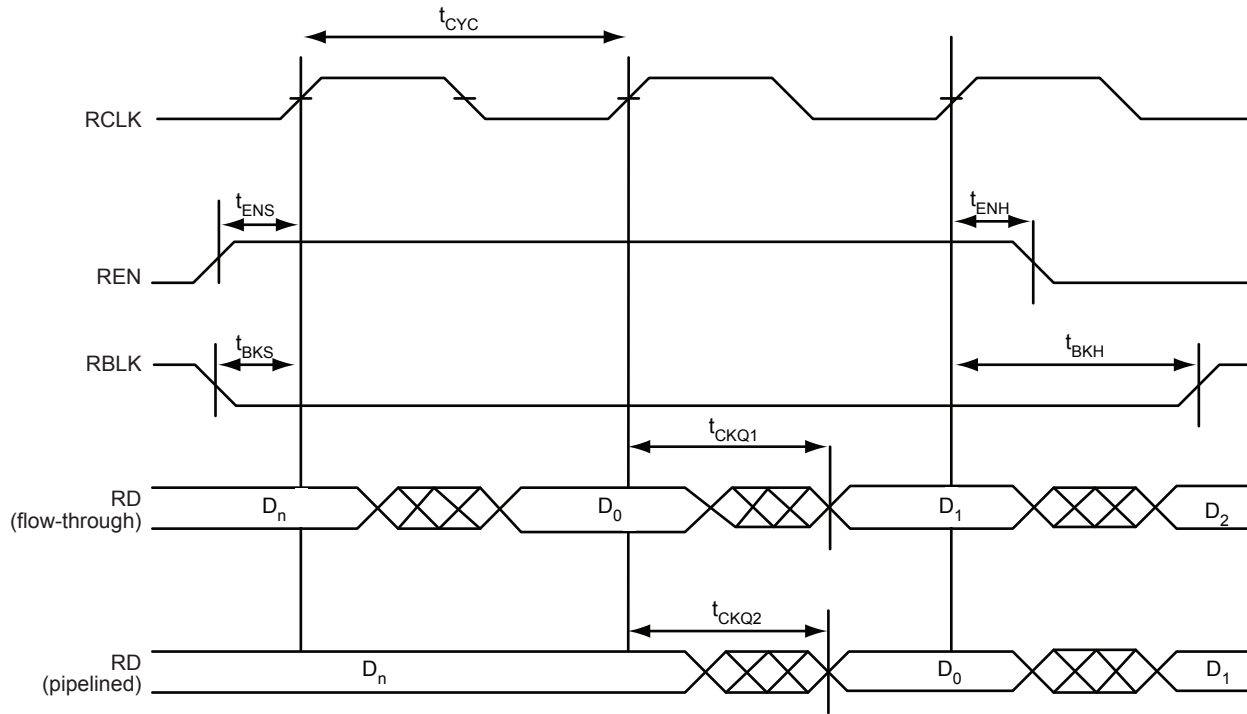 tCYC
RCLK
tENS
tENH
REN
tBKS
tBKH
RBLK
tCKQ1
RD
(flow-through)
Dn
D0
D1
D2
tCKQ2
RD
(pipelined)
Dn
D0
D1